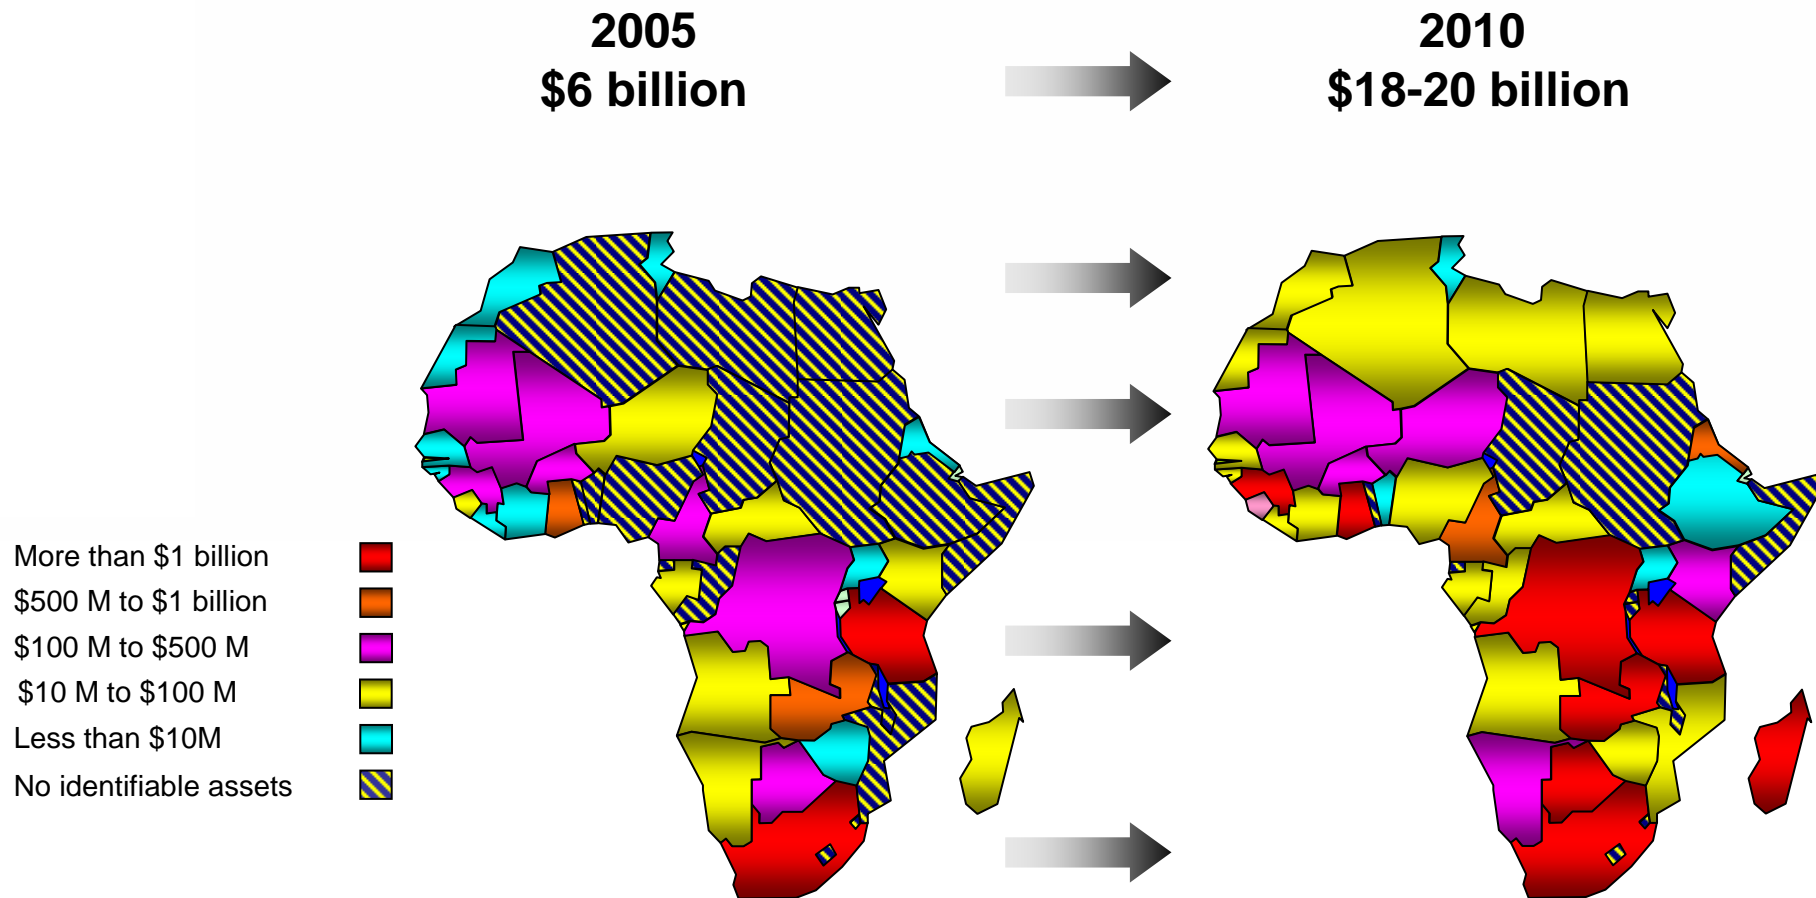 2005
$6 billion
2010
$18-20 billion
More than $1 billion
$500 M to $1 billion
$100 M to $500 M
$10 M to $100 M
Less than $10M
No identifiable assets